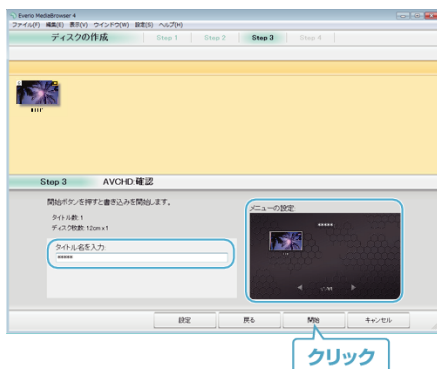 Everio MediaBrowser 4
ファイル(F) 編集(E) 表示(V) ウインドウ(W) 設定(S) ヘルプ(H)
ディスクの作成 Step 1 Step 2 Step 3 Step 4
Step 3 AVCHD:確認
開始ボタンを押すと書き込みを開始します。
タイトル数: 1
ディスク枚数: 12cm x1
タイトル名を入力:
*****
メニューの設定:
*****
設定 戻る 開始 キャンセル
クリック